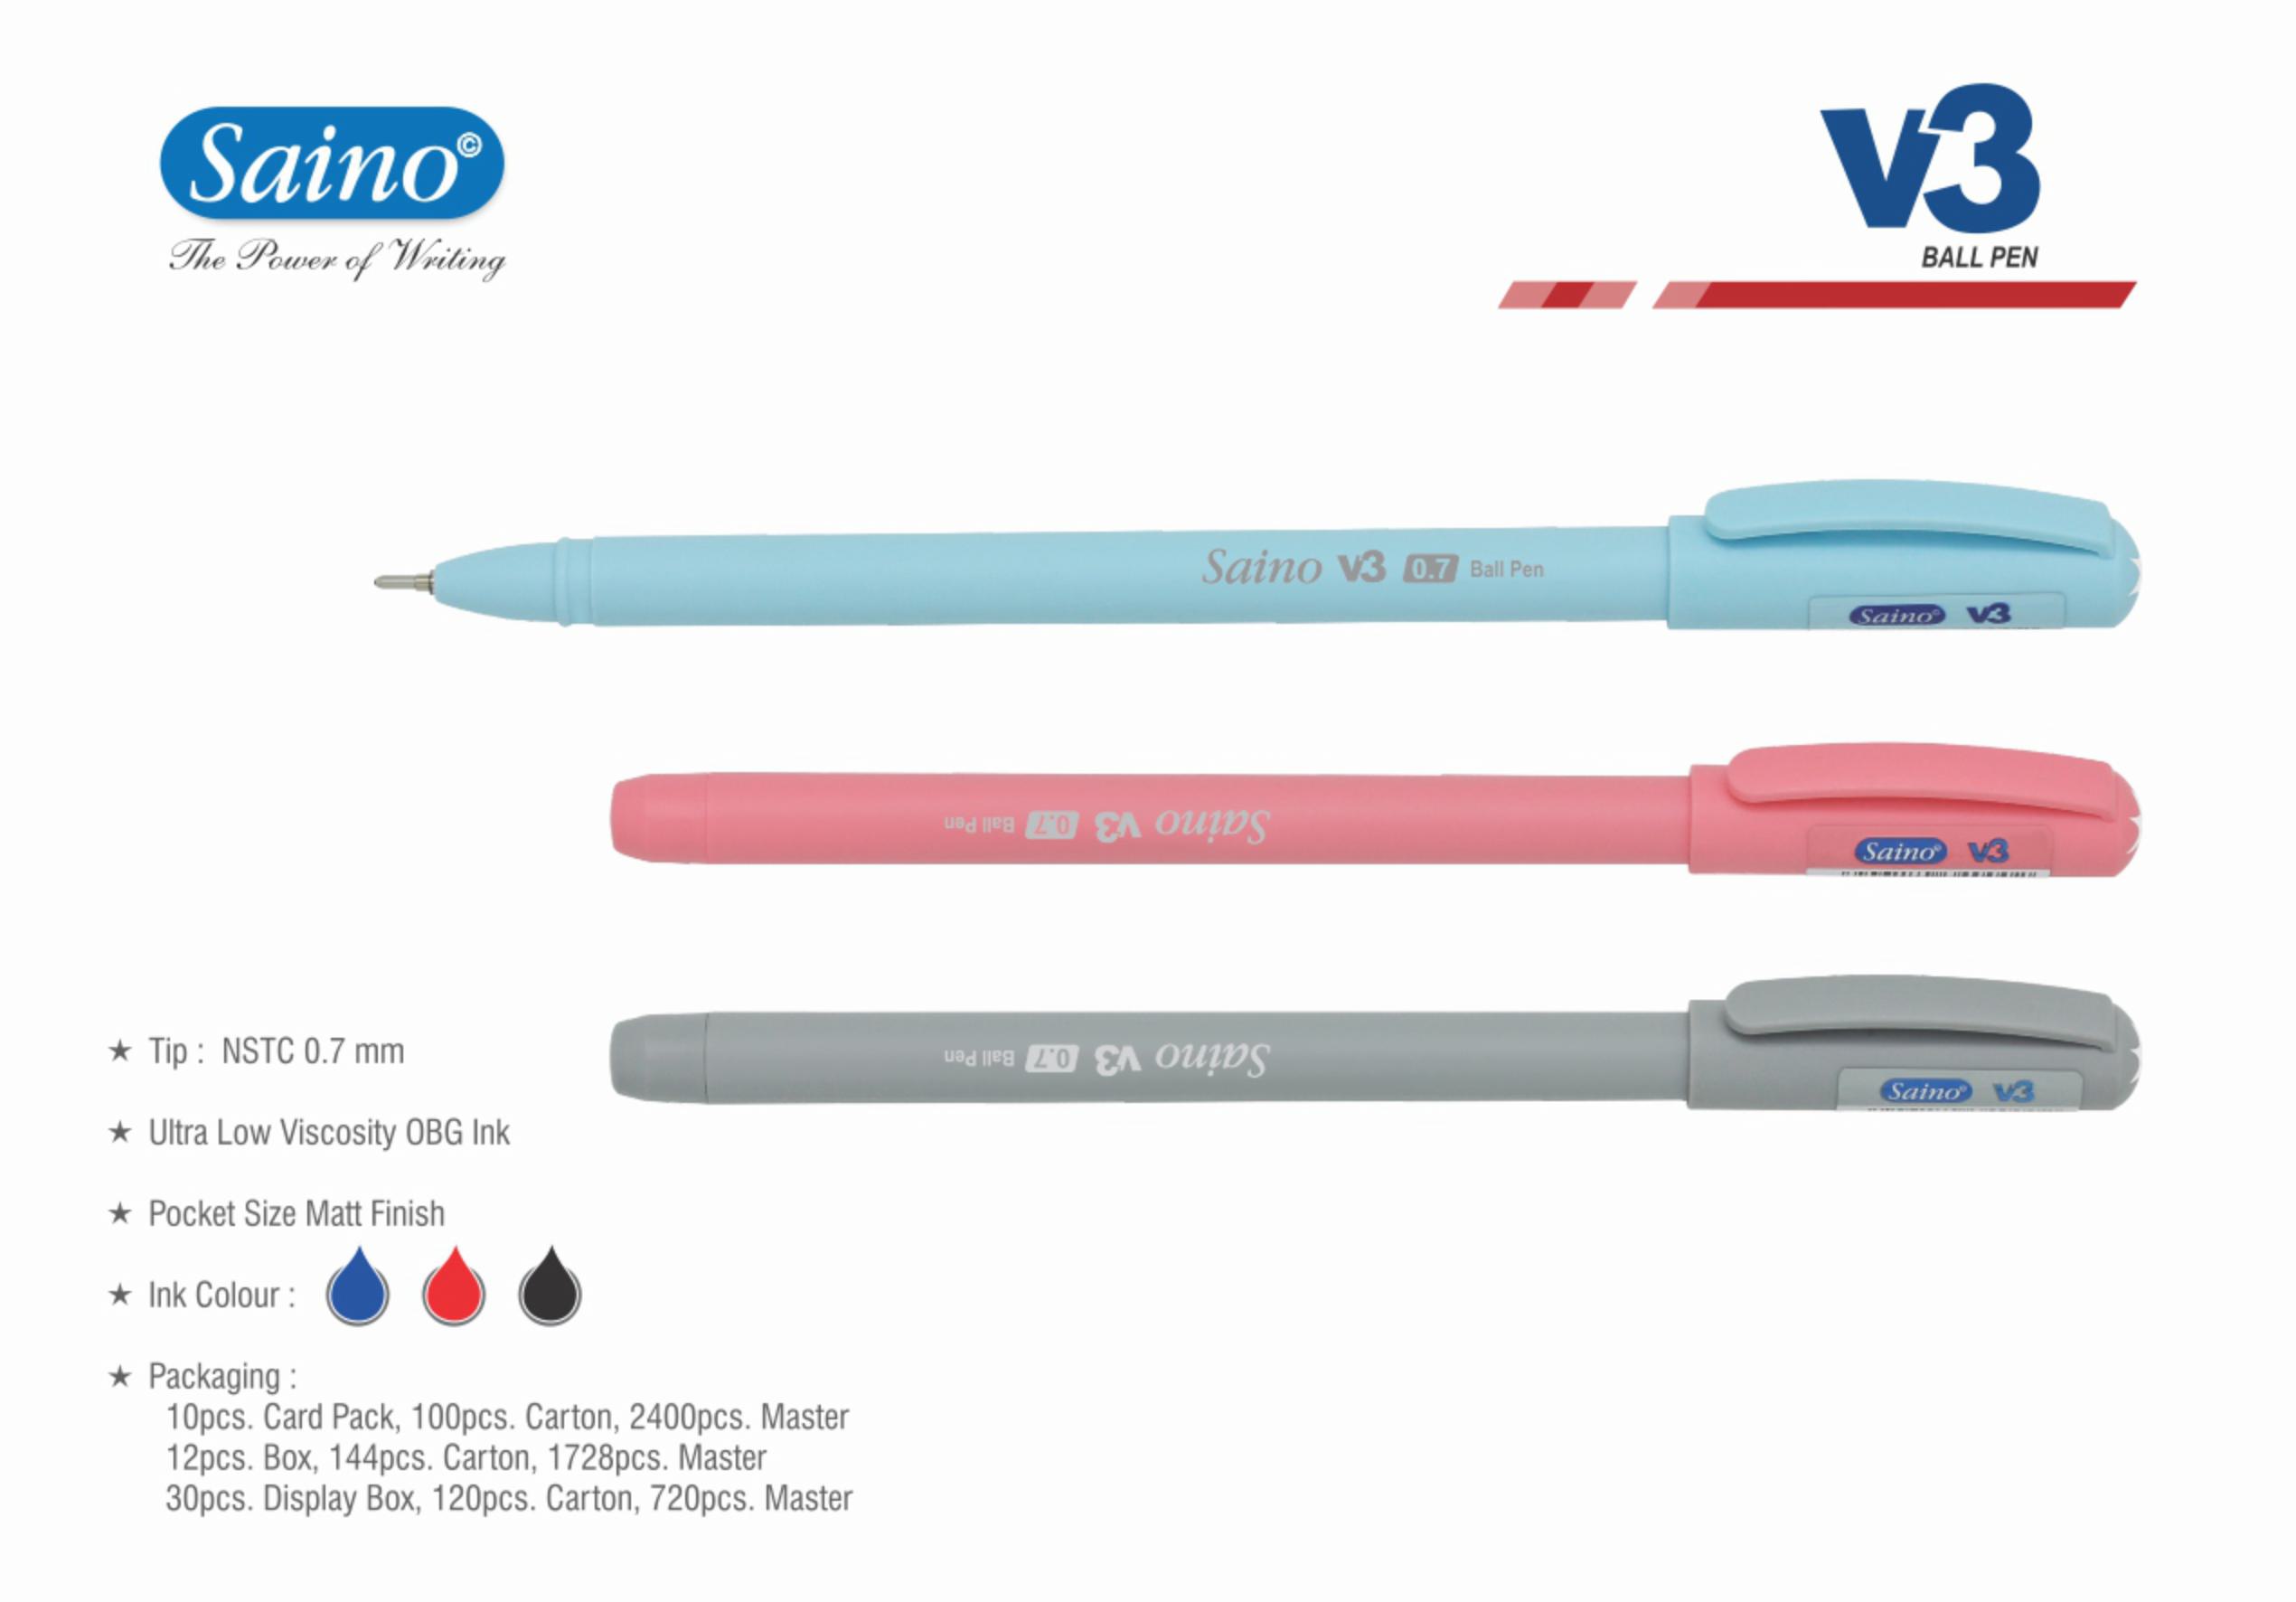 Saino©
The Power of Writing
v3
BALL PEN
Saino v3 0.7 Ball Pen
Saino© v3
Saino v3 0.7 Ball Pen
Saino© v3
Saino v3 0.7 Ball Pen
Saino© v3
★ Tip : NSTC 0.7 mm
★ Ultra Low Viscosity OBG Ink
★ Pocket Size Matt Finish
★ Ink Colour :
★ Packaging :
10pcs. Card Pack, 100pcs. Carton, 2400pcs. Master
12pcs. Box, 144pcs. Carton, 1728pcs. Master
30pcs. Display Box, 120pcs. Carton, 720pcs. Master